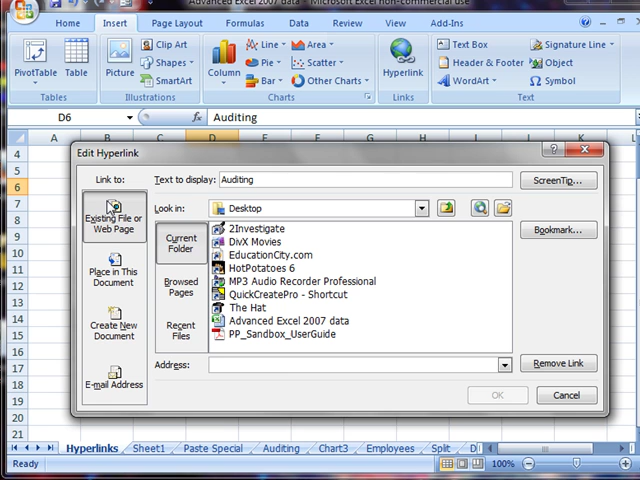 Advanced Excel 2007 data - Microsoft Excel non-commercial use
Home Insert Page Layout Formulas Data Review View Add-Ins
PivotTable Table Picture Clip Art Shapes SmartArt Column Line Pie Bar Area Scatter Other Charts Hyperlink Text Box Header & Footer WordArt Signature Line Object Symbol
Tables Illustrations Charts Links Text
D6 fx Auditing
A B C D E F G H I J K
4
5
6
7
8
9
10
11
12
13
14
15
16
17
18
19
20
21
Edit Hyperlink
Link to: Text to display: Auditing ScreenTip...
Existing File or
Web Page
Place in This
Document
Create New
Document
E-mail Address
Look in: Desktop
Bookmark...
Current
Folder
Browsed
Pages
Recent
Files
2Investigate
DivX Movies
EducationCity.com
HotPotatoes 6
MP3 Audio Recorder Professional
QuickCreatePro - Shortcut
The Hat
Advanced Excel 2007 data
PP_Sandbox_UserGuide
Address: Remove Link
OK Cancel
Hyperlinks Sheet1 Paste Special Auditing Chart3 Employees Split
Ready 100%